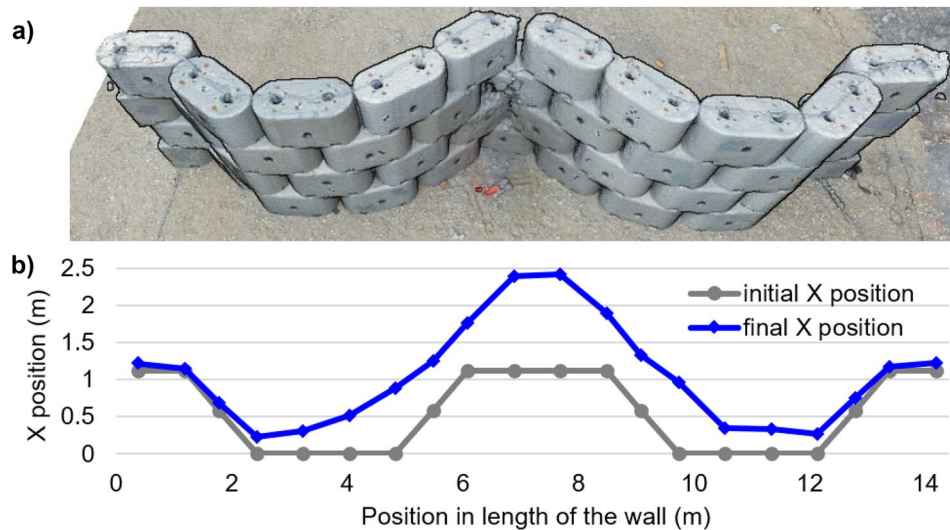 a)
b)
2.5
2
1.5
1
0.5
0
X position (m)
initial X position
final X position
0 2 4 6 8 10 12 14
Position in length of the wall (m)